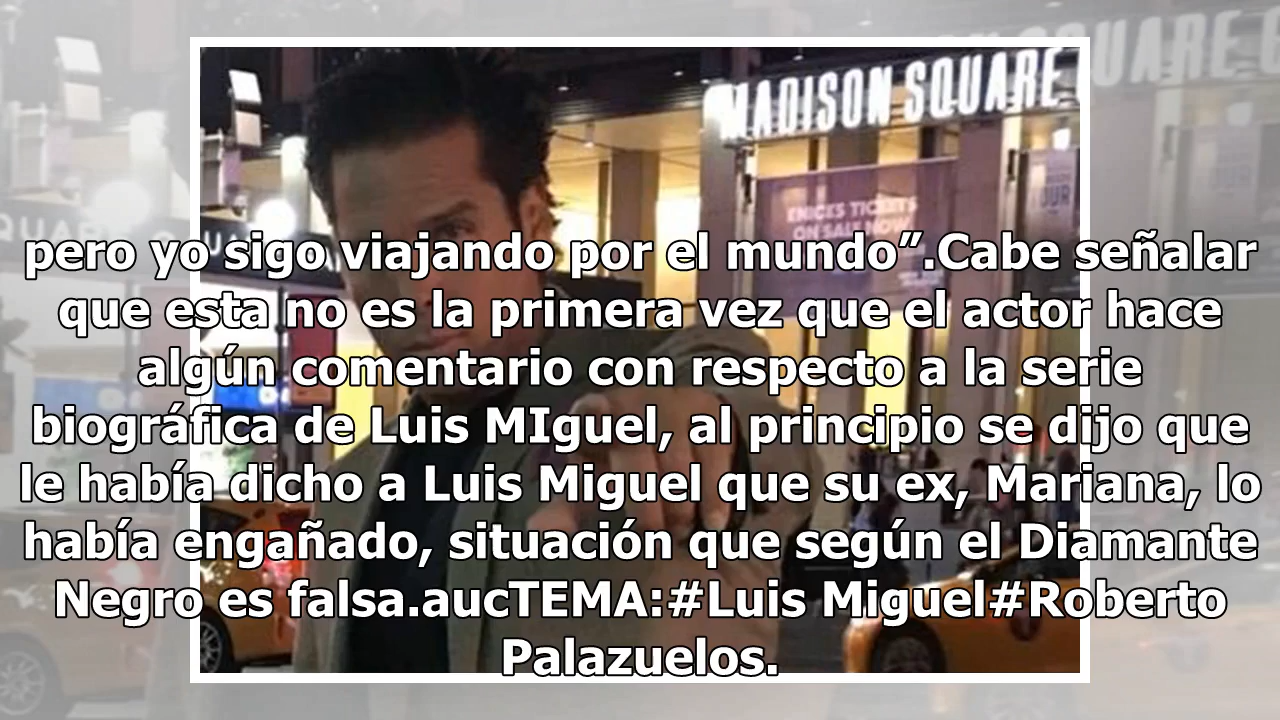 MADISON SQUARE
UARE
QUAR
KNICKS TICKETS
ON SALE NOW
pero yo sigo viajando por el mundo”.Cabe señalar
que esta no es la primera vez que el actor hace
algún comentario con respecto a la serie
biográfica de Luis MIguel, al principio se dijo que
le había dicho a Luis Miguel que su ex, Mariana, lo
había engañado, situación que según el Diamante
Negro es falsa.aucTEMA:#Luis Miguel#Roberto
Palazuelos.